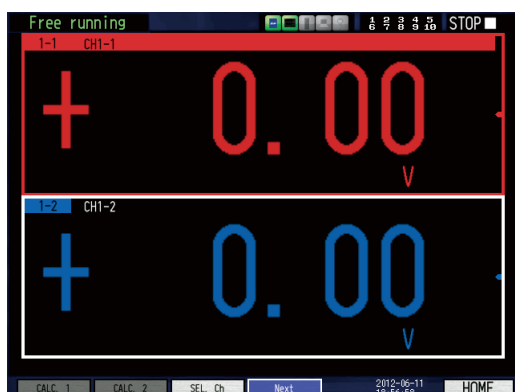 Free running
1 2 3 4 5 STOP
6 7 8 9 10
1-1 CH1-1
+ 0.00
V
1-2 CH1-2
+ 0.00
V
CALC. 1 CALC. 2 SEL. Ch Next 2012-06-11 HOME